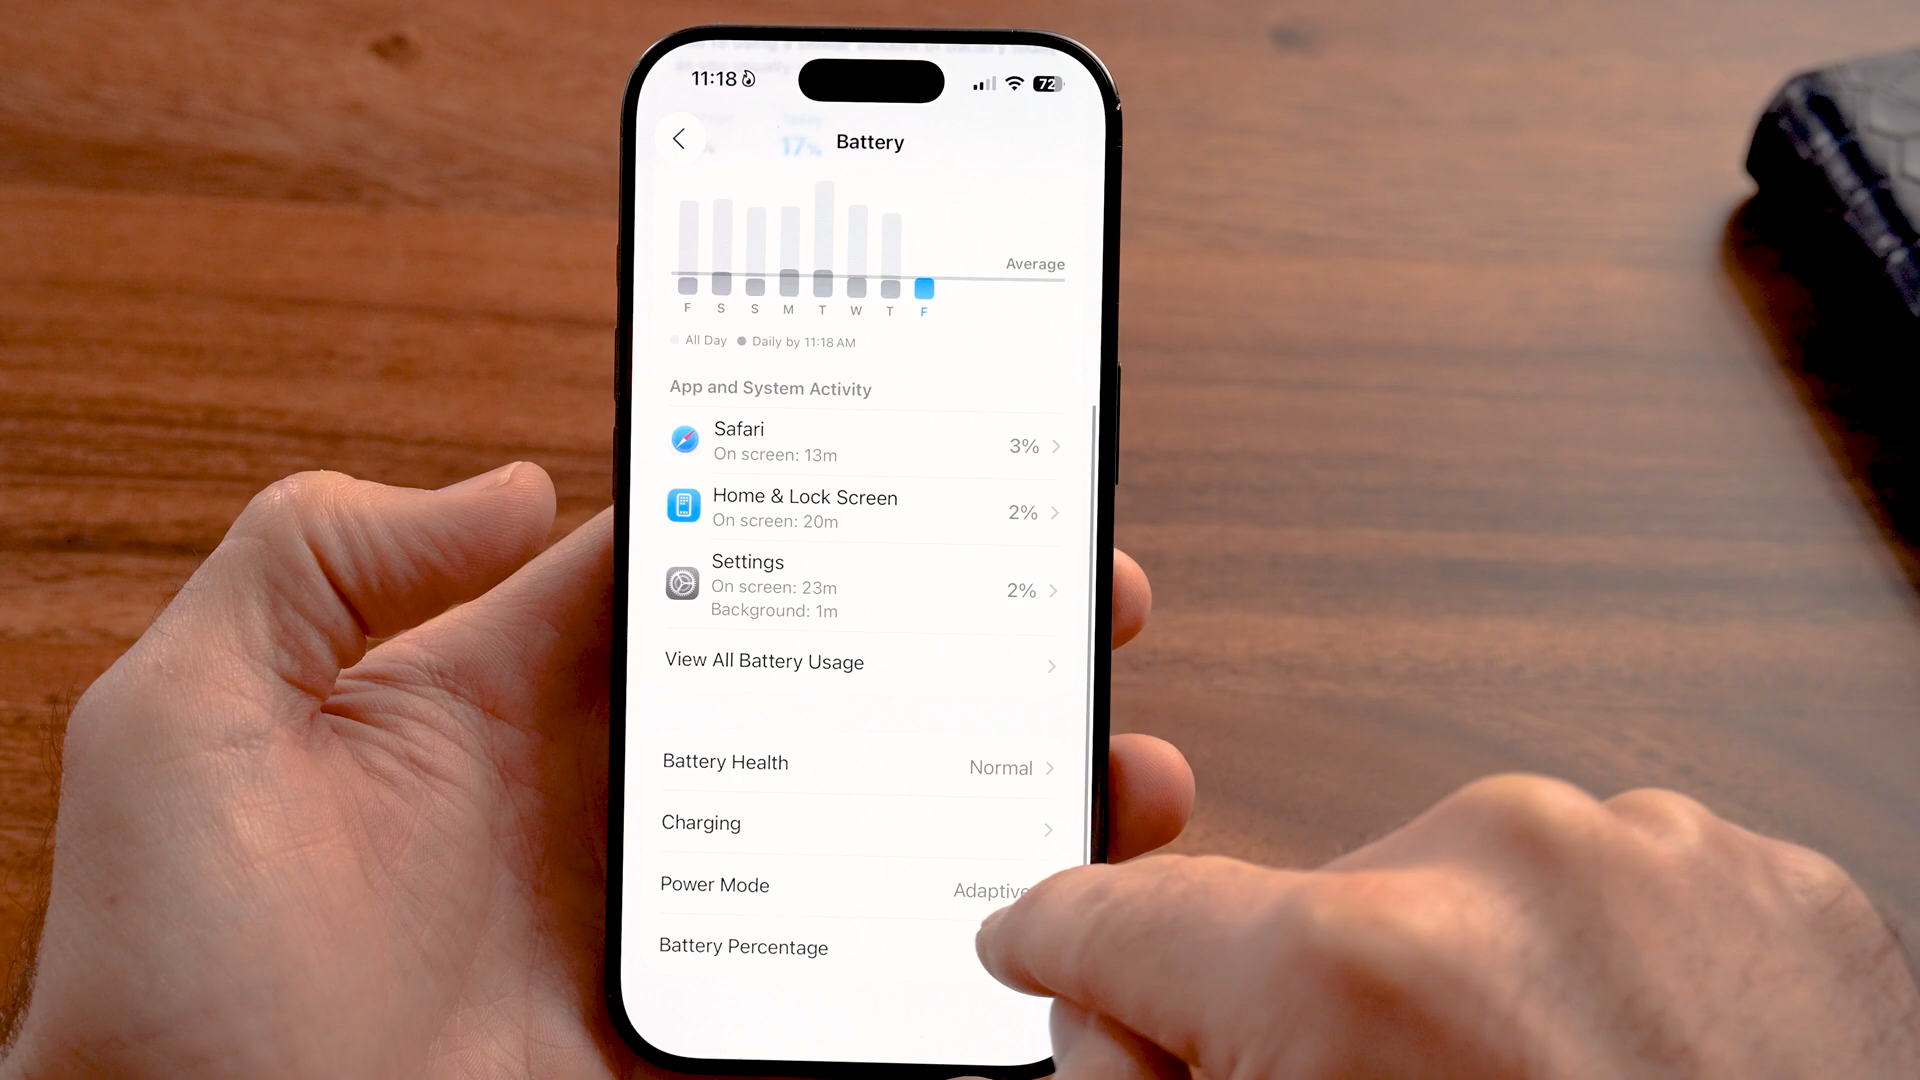 11:18
72
Today
17%
Battery
Average
F S S M T W T F
All Day Daily by 11:18 AM
App and System Activity
Safari
On screen: 13m
3%
Home & Lock Screen
On screen: 20m
2%
Settings
On screen: 23m
Background: 1m
2%
View All Battery Usage
Battery Health
Normal
Charging
Power Mode
Adaptive
Battery Percentage